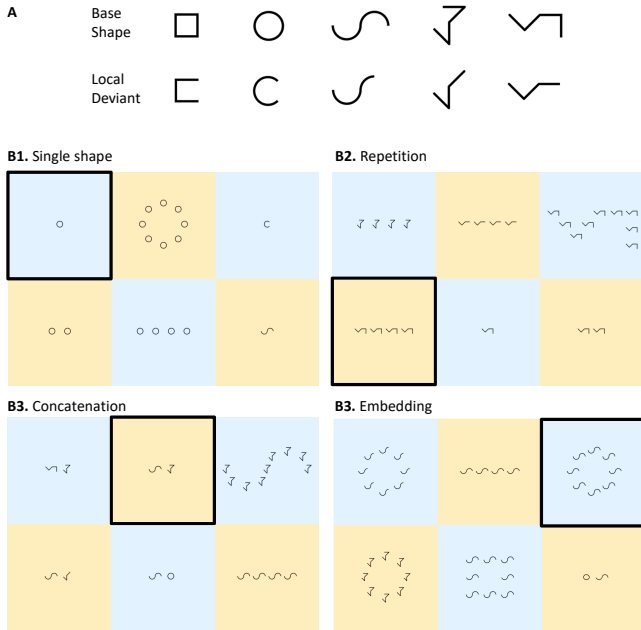 A
Base
Shape
Local
Deviant
B1. Single shape
B2. Repetition
B3. Concatenation
B3. Embedding